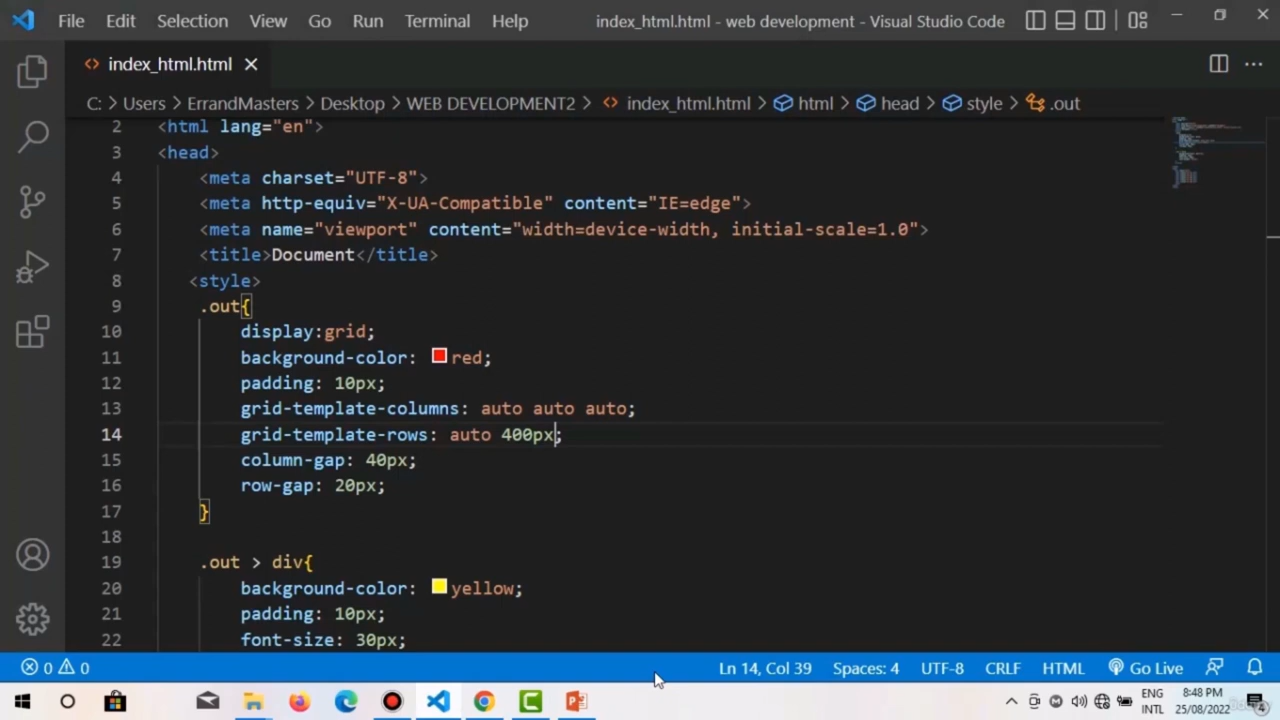 File Edit Selection View Go Run Terminal Help index_html.html - web development - Visual Studio Code
index_html.html
C: > Users > ErrandMasters > Desktop > WEB DEVELOPMENT2 > index_html.html > html > head > style > .out
2 <html lang="en">
3 <head>
4 <meta charset="UTF-8">
5 <meta http-equiv="X-UA-Compatible" content="IE=edge">
6 <meta name="viewport" content="width=device-width, initial-scale=1.0">
7 <title>Document</title>
8 <style>
9 .out{
10 display:grid;
11 background-color: red;
12 padding: 10px;
13 grid-template-columns: auto auto auto;
14 grid-template-rows: auto 400px;
15 column-gap: 40px;
16 row-gap: 20px;
17 }
18
19 .out > div{
20 background-color: yellow;
21 padding: 10px;
22 font-size: 30px;
0 0 Ln 14, Col 39 Spaces: 4 UTF-8 CRLF HTML Go Live
ENG 8:48 PM
INTL 25/08/2022 4